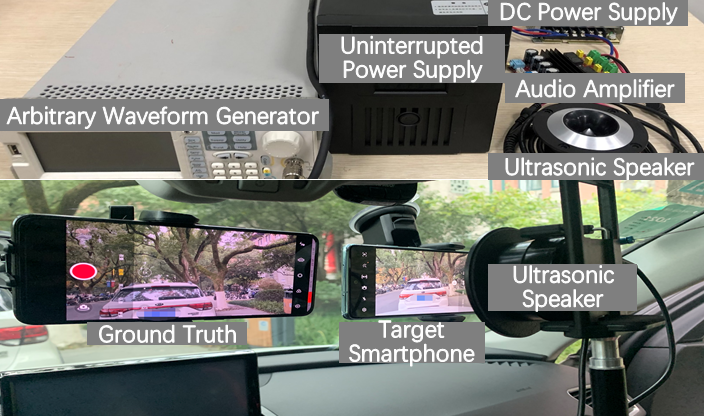 DC Power Supply
Uninterrupted
Power Supply
Audio Amplifier
Arbitrary Waveform Generator
Ultrasonic Speaker
Ultrasonic
Speaker
Ground Truth
Target
Smartphone